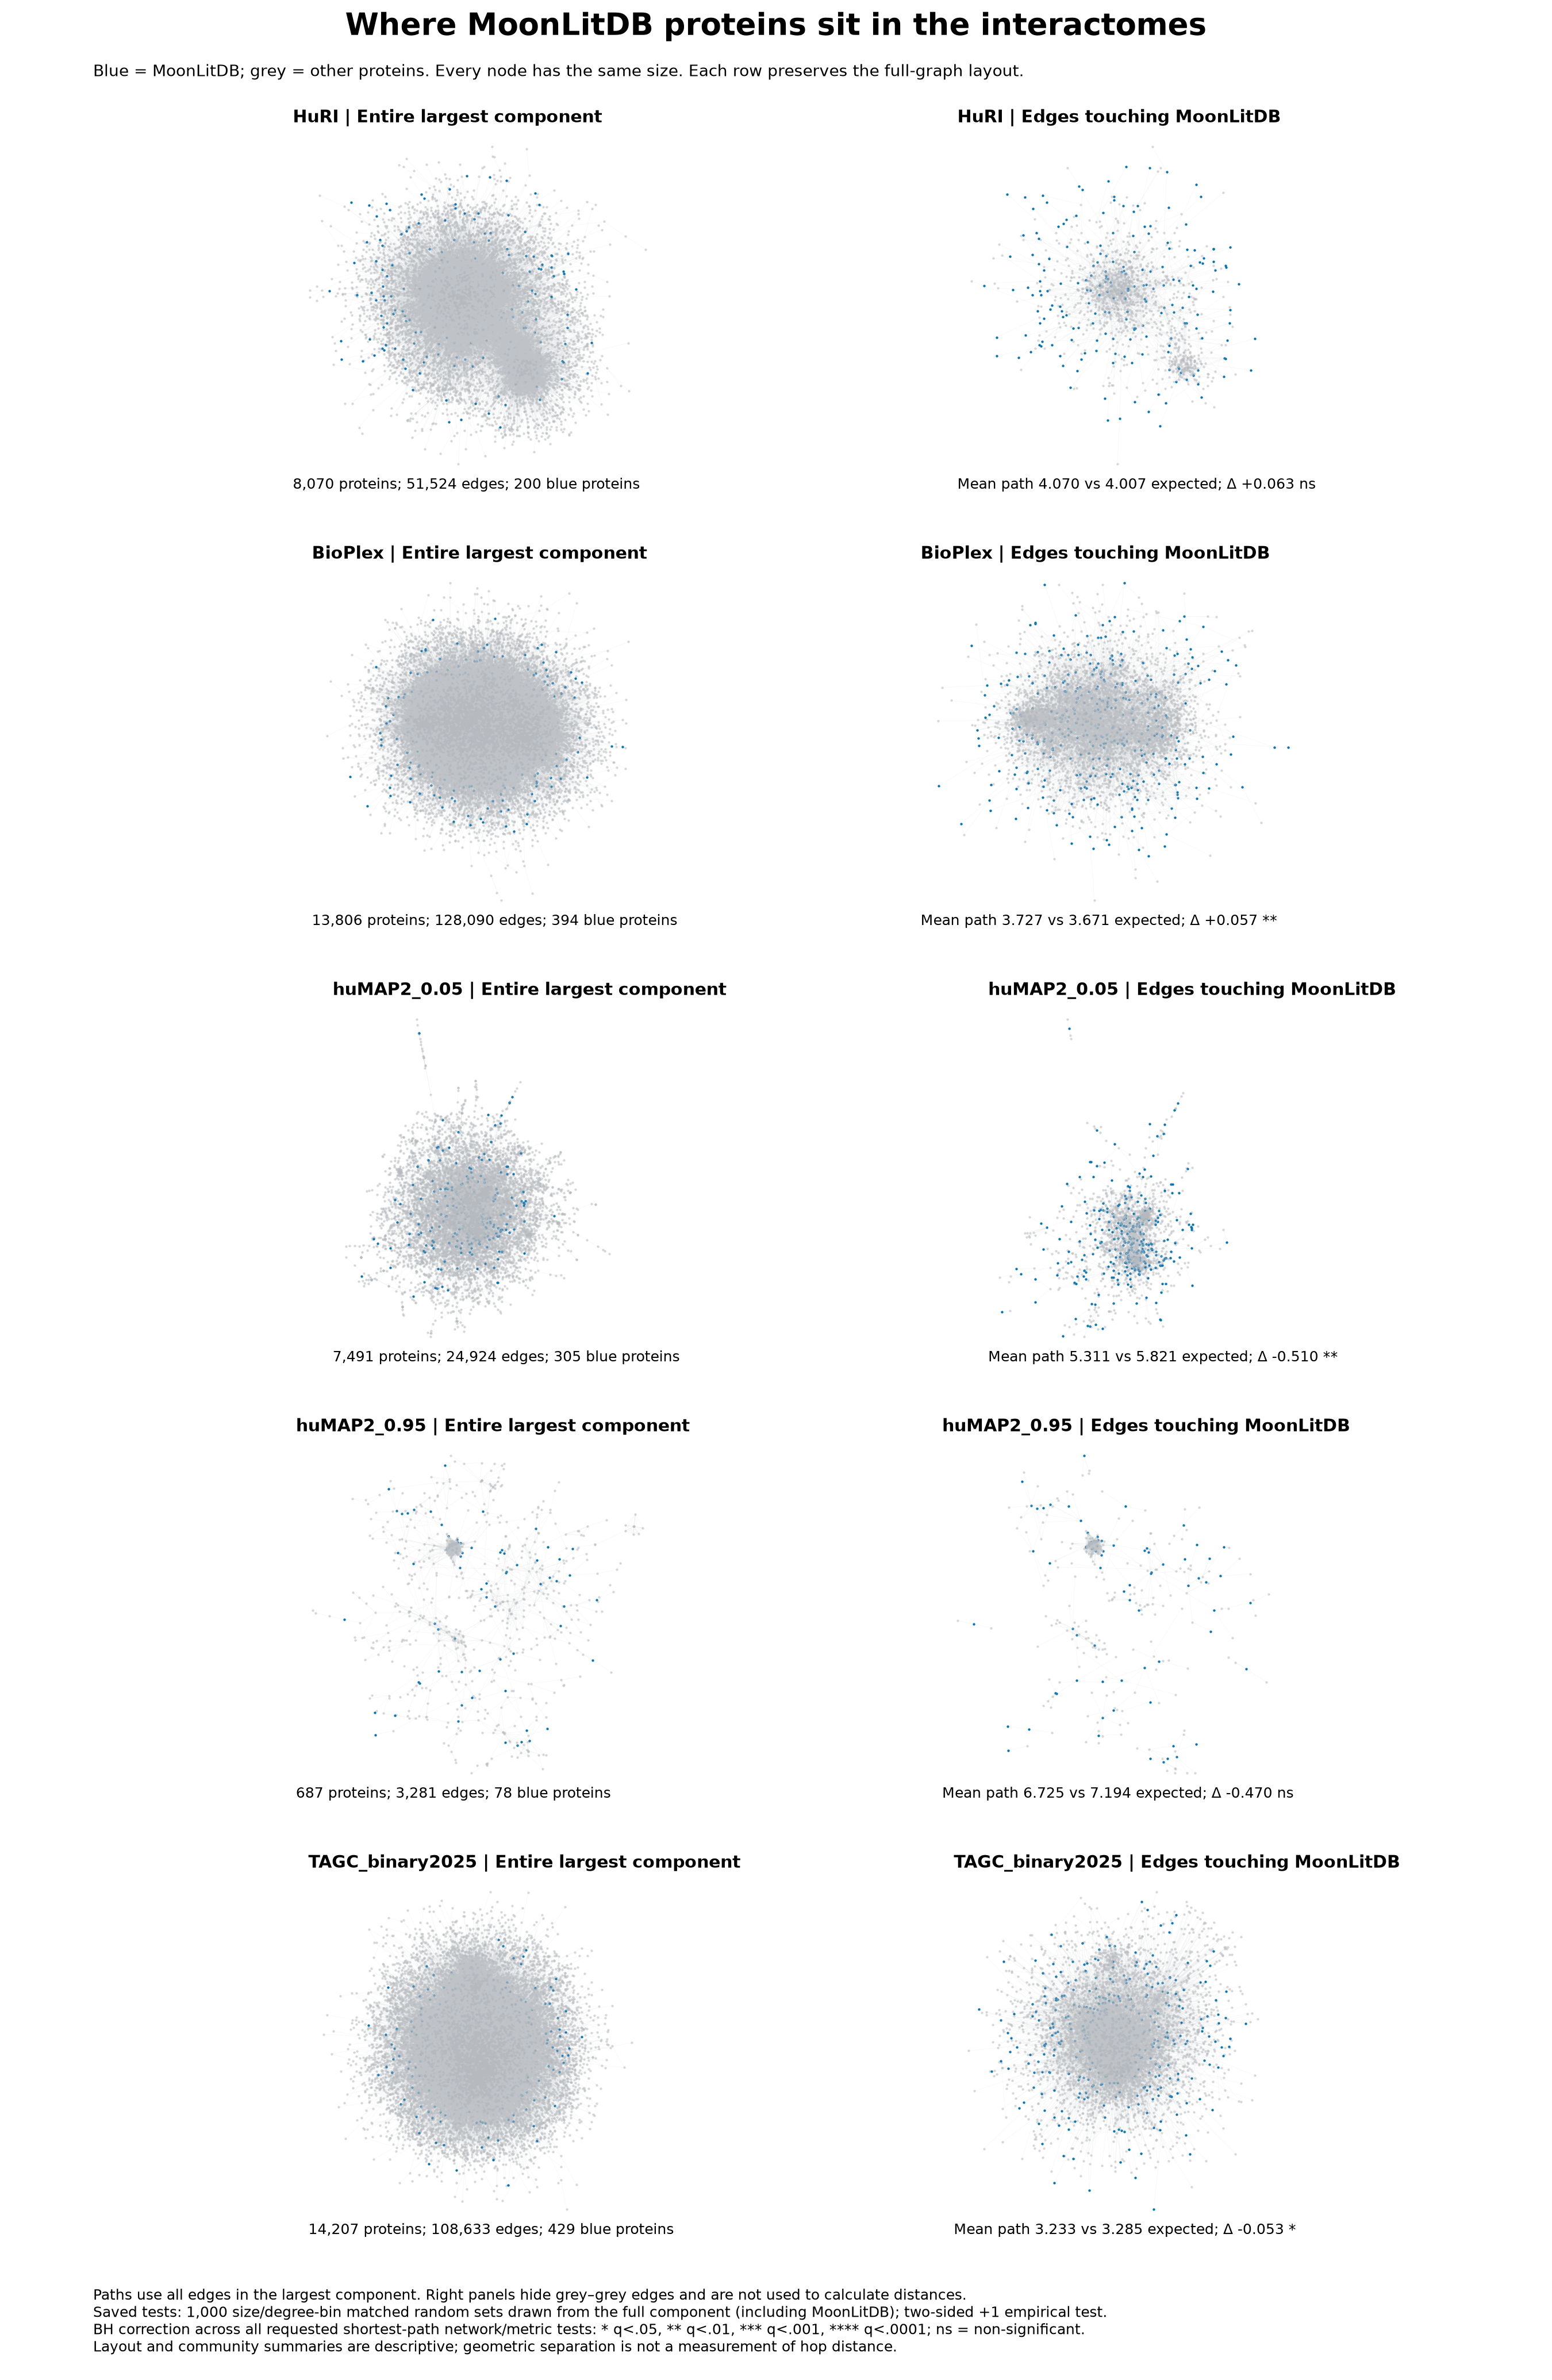 Where MoonLitDB proteins sit in the interactomes
Blue = MoonLitDB; grey = other proteins. Every node has the same size. Each row preserves the full-graph layout.
HuRI | Entire largest component
HuRI | Edges touching MoonLitDB
8,070 proteins; 51,524 edges; 200 blue proteins
Mean path 4.070 vs 4.007 expected; Δ +0.063 ns
BioPlex | Entire largest component
BioPlex | Edges touching MoonLitDB
13,806 proteins; 128,090 edges; 394 blue proteins
Mean path 3.727 vs 3.671 expected; Δ +0.057 **
huMAP2_0.05 | Entire largest component
huMAP2_0.05 | Edges touching MoonLitDB
7,491 proteins; 24,924 edges; 305 blue proteins
Mean path 5.311 vs 5.821 expected; Δ -0.510 **
huMAP2_0.95 | Entire largest component
huMAP2_0.95 | Edges touching MoonLitDB
687 proteins; 3,281 edges; 78 blue proteins
Mean path 6.725 vs 7.194 expected; Δ -0.470 ns
TAGC_binary2025 | Entire largest component
TAGC_binary2025 | Edges touching MoonLitDB
14,207 proteins; 108,633 edges; 429 blue proteins
Mean path 3.233 vs 3.285 expected; Δ -0.053 *
Paths use all edges in the largest component. Right panels hide grey–grey edges and are not used to calculate distances.
Saved tests: 1,000 size/degree-bin matched random sets drawn from the full component (including MoonLitDB); two-sided +1 empirical test.
BH correction across all requested shortest-path network/metric tests: * q<.05, ** q<.01, *** q<.001, **** q<.0001; ns = non-significant.
Layout and community summaries are descriptive; geometric separation is not a measurement of hop distance.